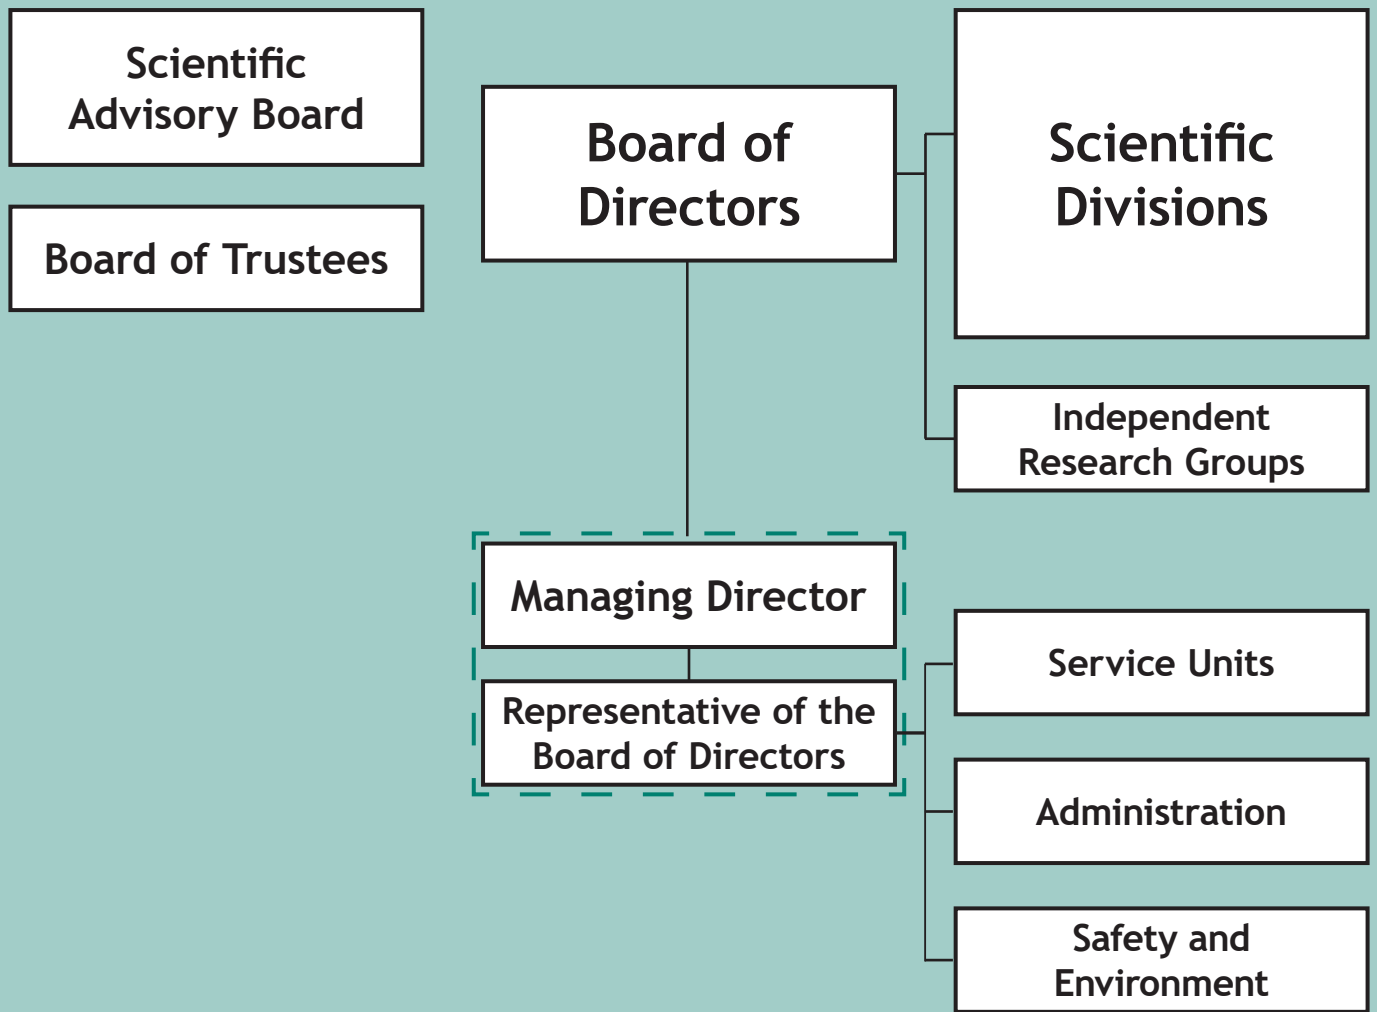 Scientific
Advisory Board
Board of Trustees
Board of
Directors
Scientific
Divisions
Independent
Research Groups
Managing Director
Representative of the
Board of Directors
Service Units
Administration
Safety and
Environment